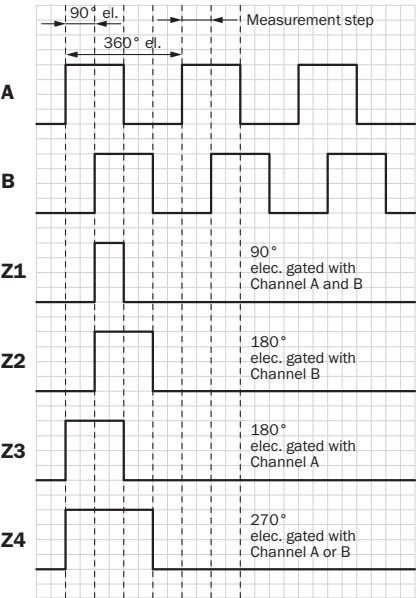 90° el.
Measurement step
360° el.
A
B
Z1
90°
elec. gated with
Channel A and B
Z2
180°
elec. gated with
Channel B
Z3
180°
elec. gated with
Channel A
Z4
270°
elec. gated with
Channel A or B